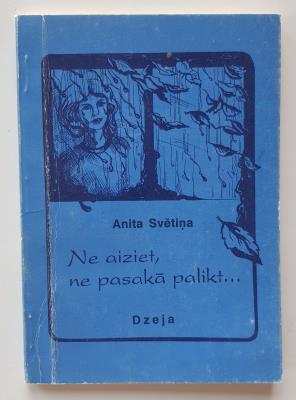 Anita Svētiņa
Ne aiziet,
ne pasakā palikt...
Dzeja